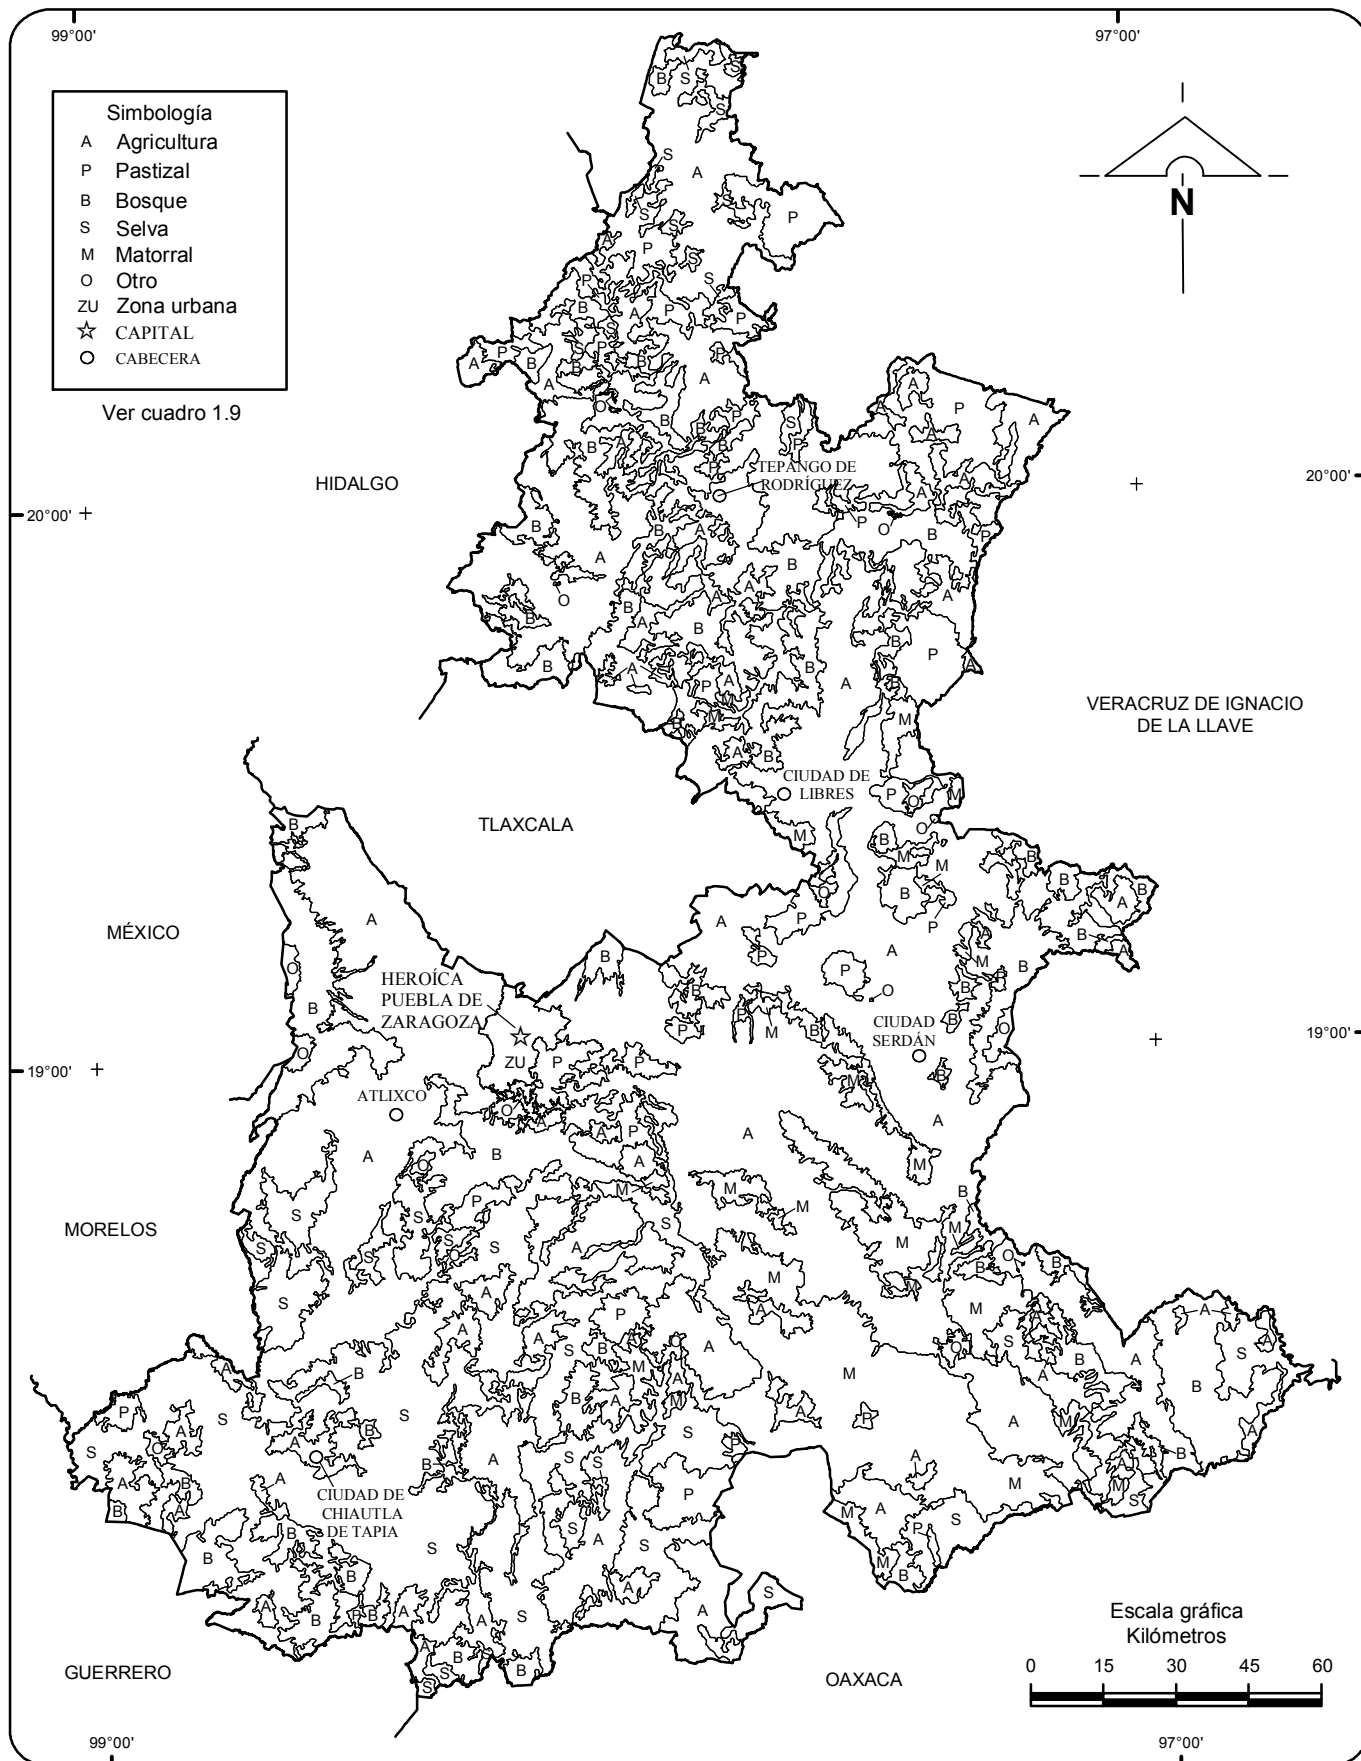 99°00'
97°00'
Simbología
A Agricultura
P Pastizal
B Bosque
S Selva
M Matorral
O Otro
ZU Zona urbana
CAPITAL
CABECERA
Ver cuadro 1.9
N
HIDALGO
TEPANGO DE
RODRÍGUEZ
20°00'
20°00'
VERACRUZ DE IGNACIO
DE LA LLAVE
CIUDAD DE
LIBRES
TLAXCALA
MÉXICO
HEROÍCA
PUEBLA DE
ZARAGOZA
ZU
CIUDAD
SERDÁN
19°00'
19°00'
ATLIXCO
MORELOS
CIUDAD DE
CHIAUTLA
DE TAPIA
GUERRERO
OAXACA
Escala gráfica
Kilómetros
0 15 30 45 60
99°00'
97°00'